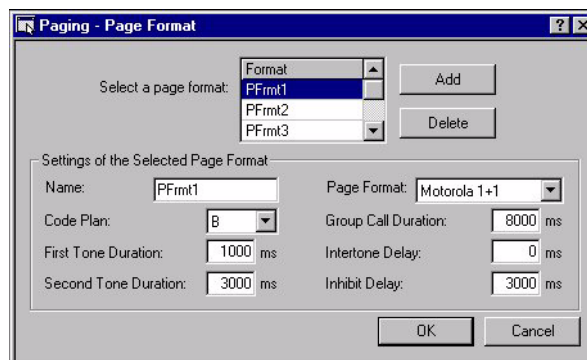 Paging - Page Format
Select a page format:
Format
PFrmt1
PFrmt2
PFrmt3
Add
Delete
Settings of the Selected Page Format
Name: PFrmt1 Page Format: Motorola 1+1
Code Plan: B Group Call Duration: 8000 ms
First Tone Duration: 1000 ms Intertone Delay: 0 ms
Second Tone Duration: 3000 ms Inhibit Delay: 3000 ms
OK Cancel